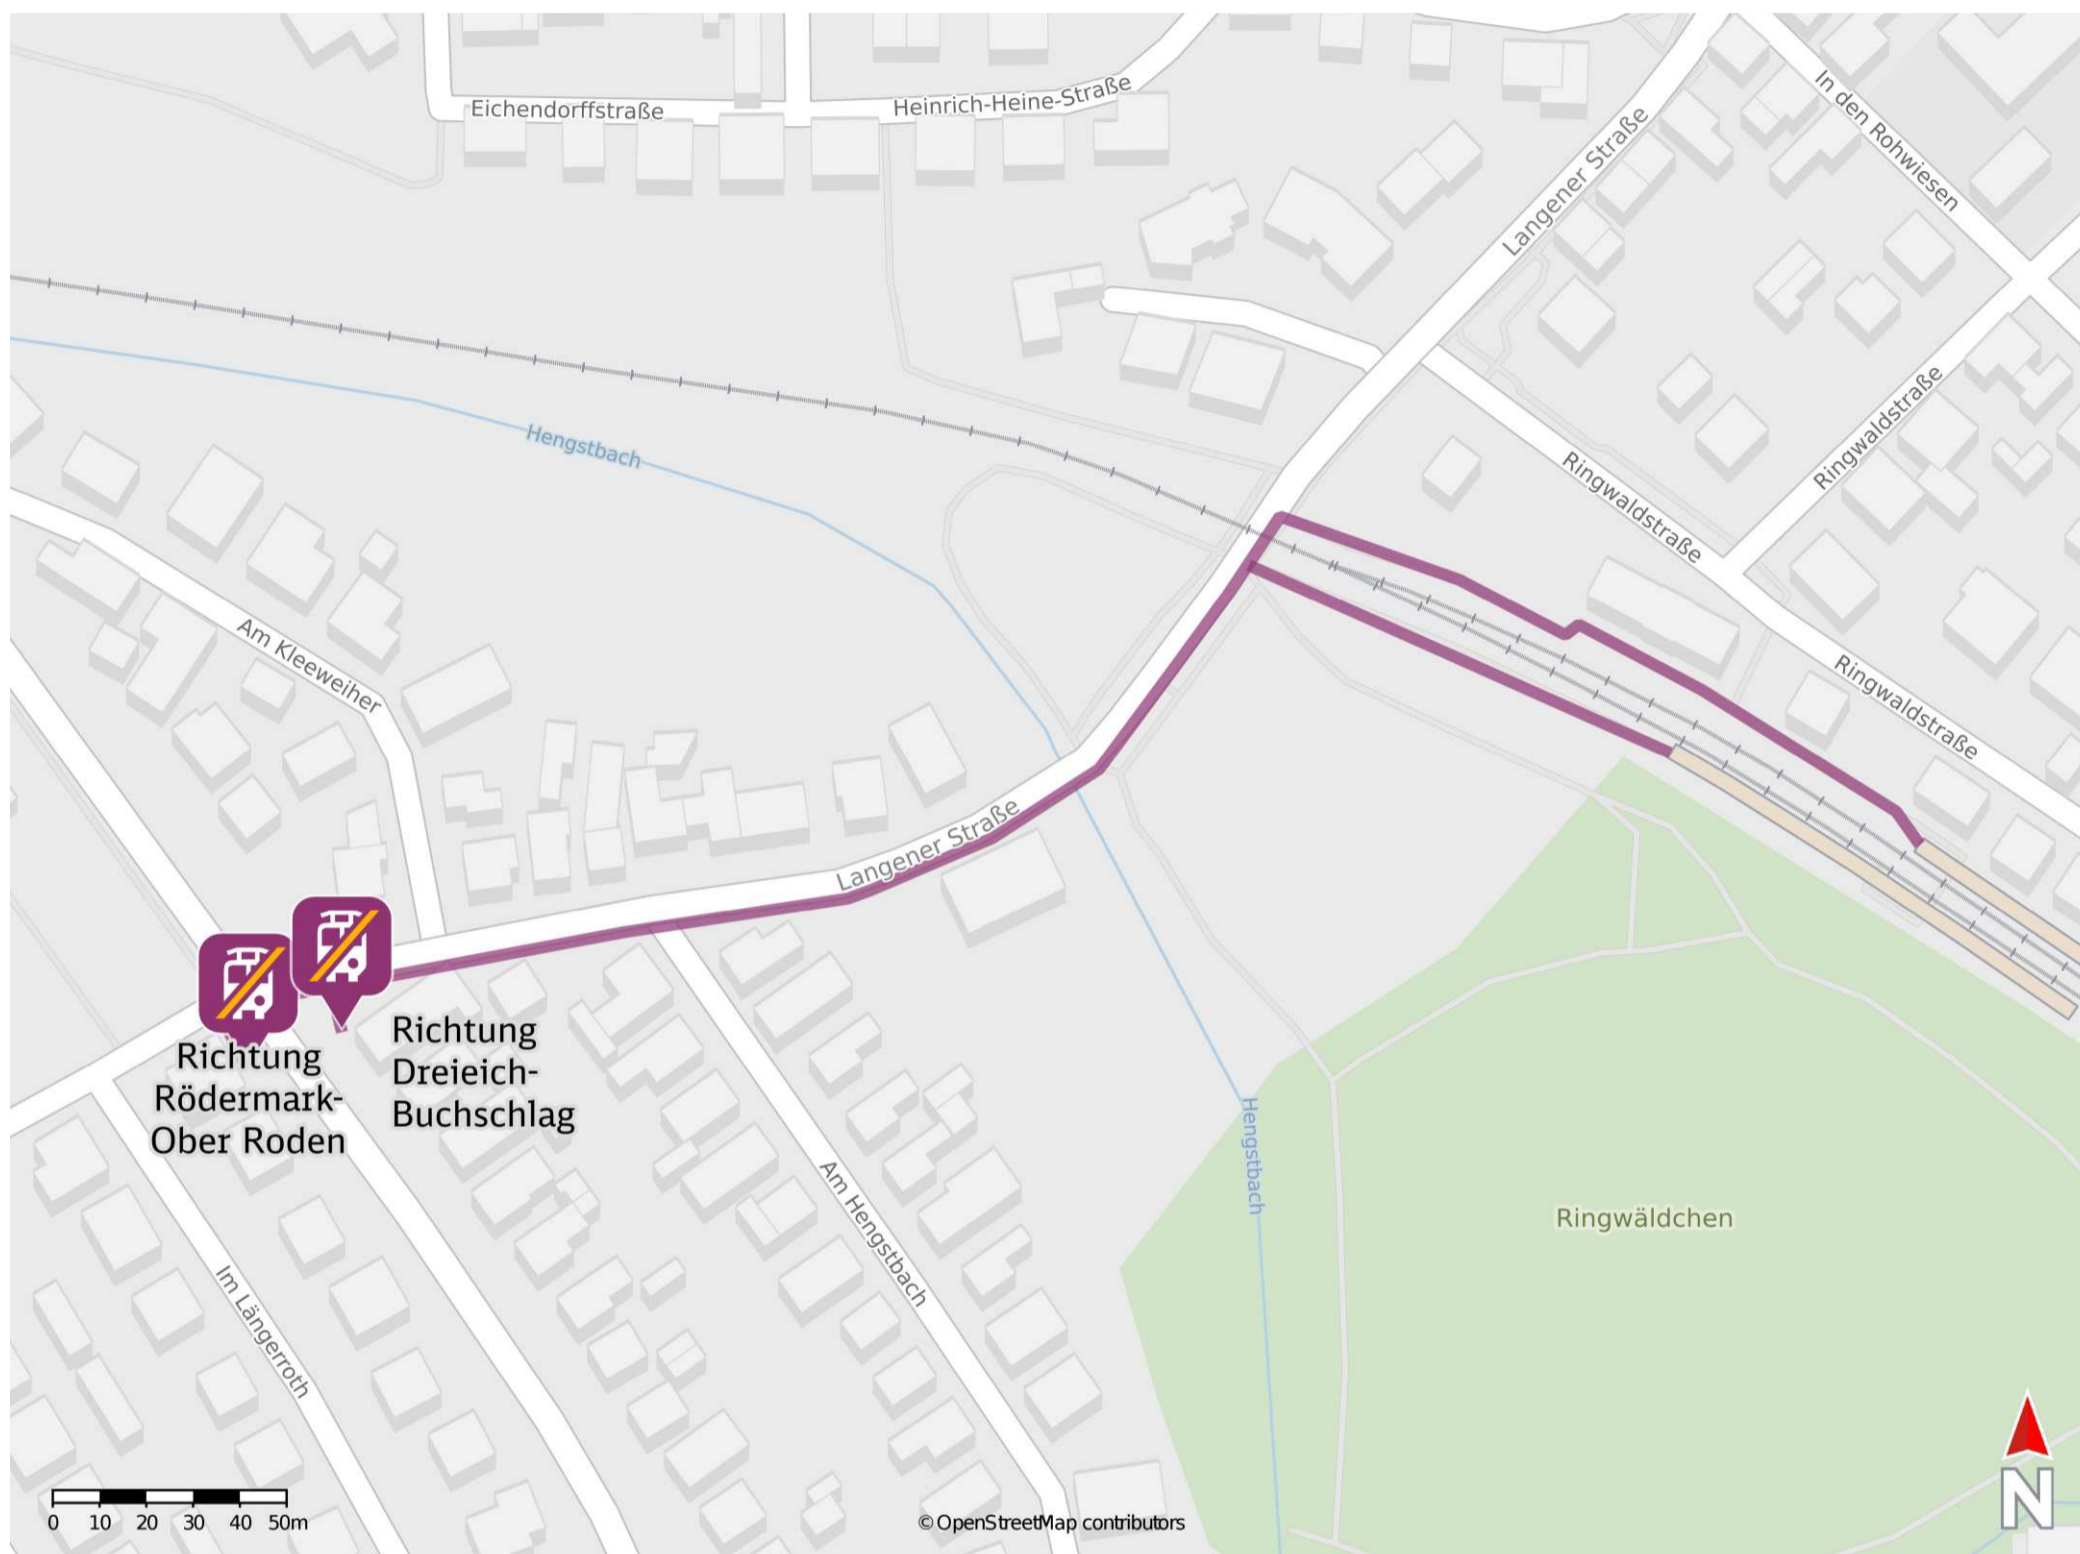 Eichendorffstraße
Heinrich-Heine-Straße
In den Rohwiesen
Langener Straße
Ringwaldstraße
Hengstbach
Ringwaldstraße
Am Kleeweiher
Ringwaldstraße
Langener Straße
Richtung
Rödermark-
Ober Roden
Richtung
Dreieich-
Buchschlag
Hengstbach
Am Hengstbach
Ringwäldchen
Im Längerroth
N
0 10 20 30 40 50m
© OpenStreetMap contributors